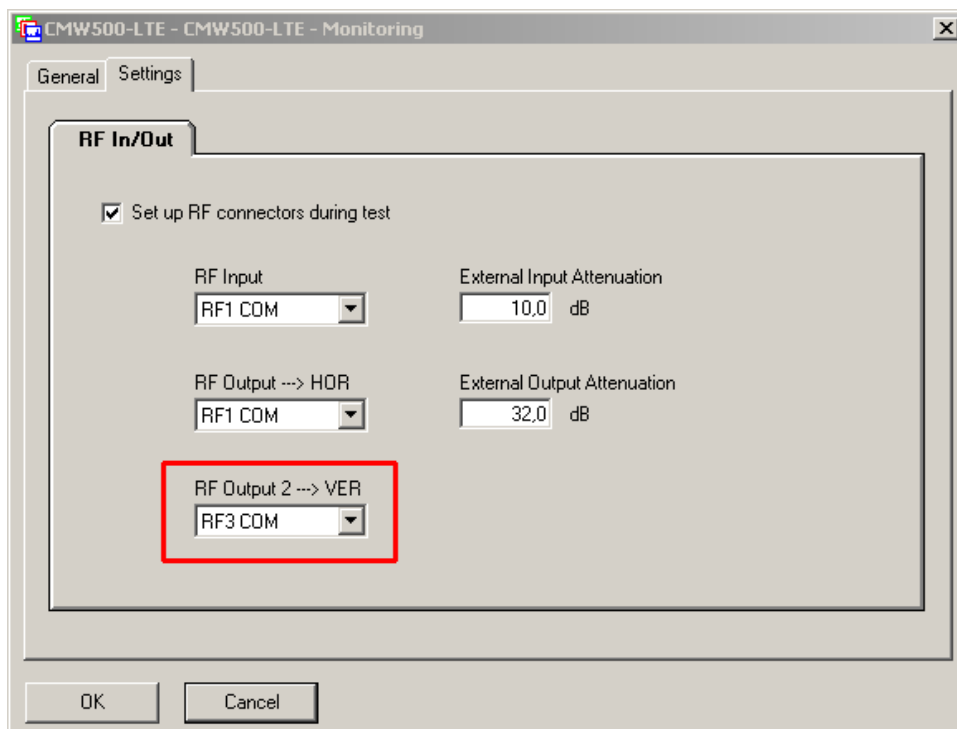 CMW500-LTE - CMW500-LTE - Monitoring
General Settings
RF In/Out
Set up RF connectors during test
RF Input External Input Attenuation
RF1 COM 10,0 dB
RF Output ---> HOR External Output Attenuation
RF1 COM 32,0 dB
RF Output 2 ---> VER
RF3 COM
OK Cancel